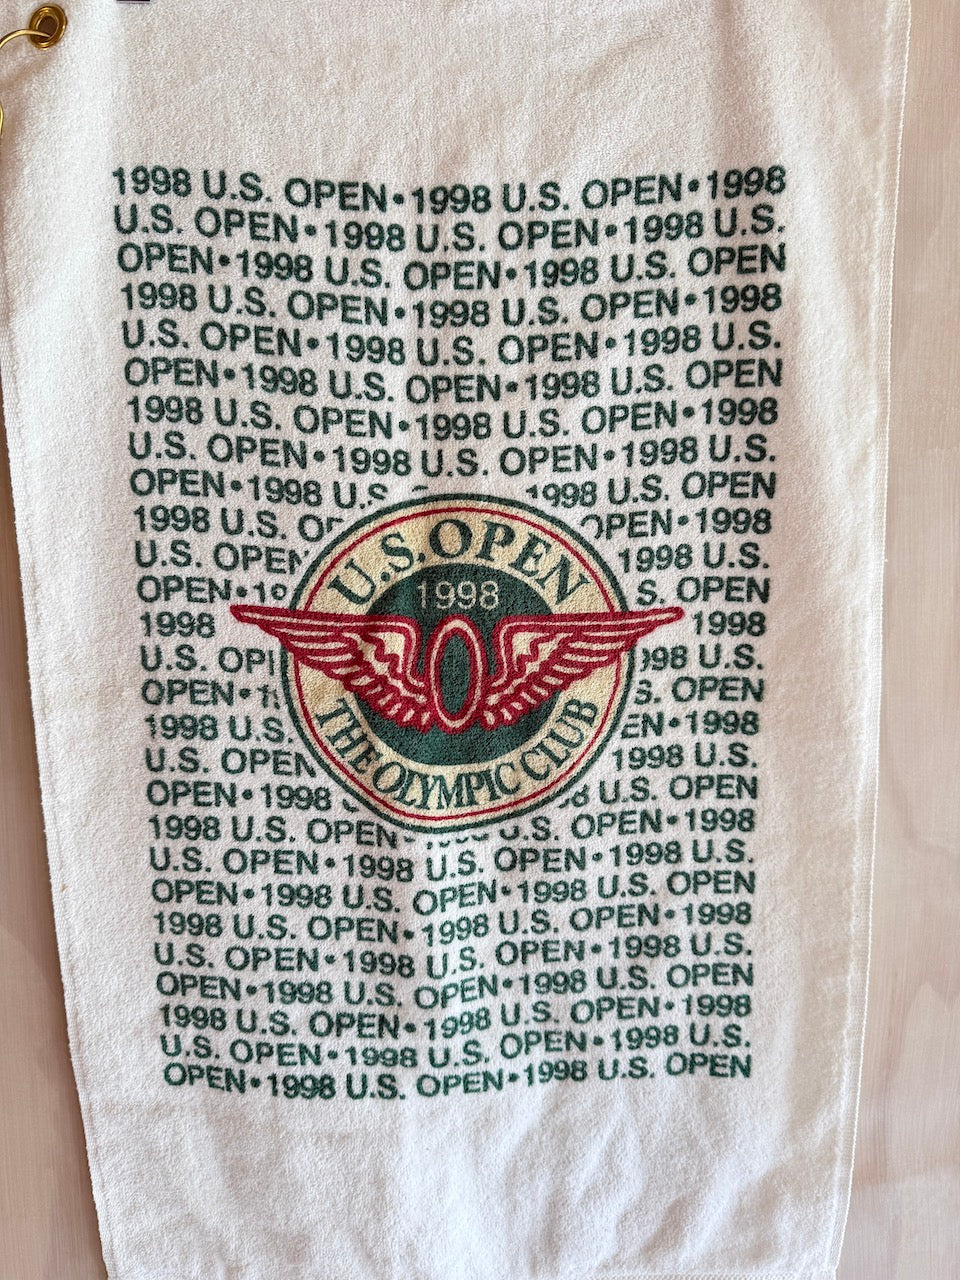 1998 U.S. OPEN•1998 U.S. OPEN•1998
U.S. OPEN•1998 U.S. OPEN•1998 U.S.
OPEN•1998 U.S. OPEN•1998 U.S. OPEN
1998 U.S. OPEN•1998 U.S. OPEN•1998
U.S. OPEN•1998 U.S. OPEN•1998 U.S.
OPEN•1998 U.S. OPEN•1998 U.S. OPEN
1998 U.S. OPEN•1998 U.S. OPEN•1998
U.S. OPEN•1998 U.S. OPEN•1998 U.S.
OPEN•1998 U.S. 1998 U.S. OPEN
1998 U.S. OPEN•1998
U.S. OPEN 1998 U.S.
OPEN• S. OPEN
1998 1998
U.S. 998 U.S.
OPEN• S. OPEN
1998 U.S. EN•1998
U.S. OPEN 1998 U.S.
OPEN•1998 U.S. OPEN
U.S. OPEN
1998
THE OLYMPIC CLUB
1998 U.S. OPEN U.S. OPEN•1998
U.S. OPEN•1998 U.S. OPEN•1998 U.S.
OPEN•1998 U.S. OPEN•1998 U.S. OPEN
1998 U.S. OPEN•1998 U.S. OPEN•1998
U.S. OPEN•1998 U.S. OPEN•1998 U.S.
OPEN•1998 U.S. OPEN•1998 U.S. OPEN
1998 U.S. OPEN•1998 U.S. OPEN•1998
U.S. OPEN•1998 U.S. OPEN•1998 U.S.
OPEN•1998 U.S. OPEN•1998 U.S. OPEN